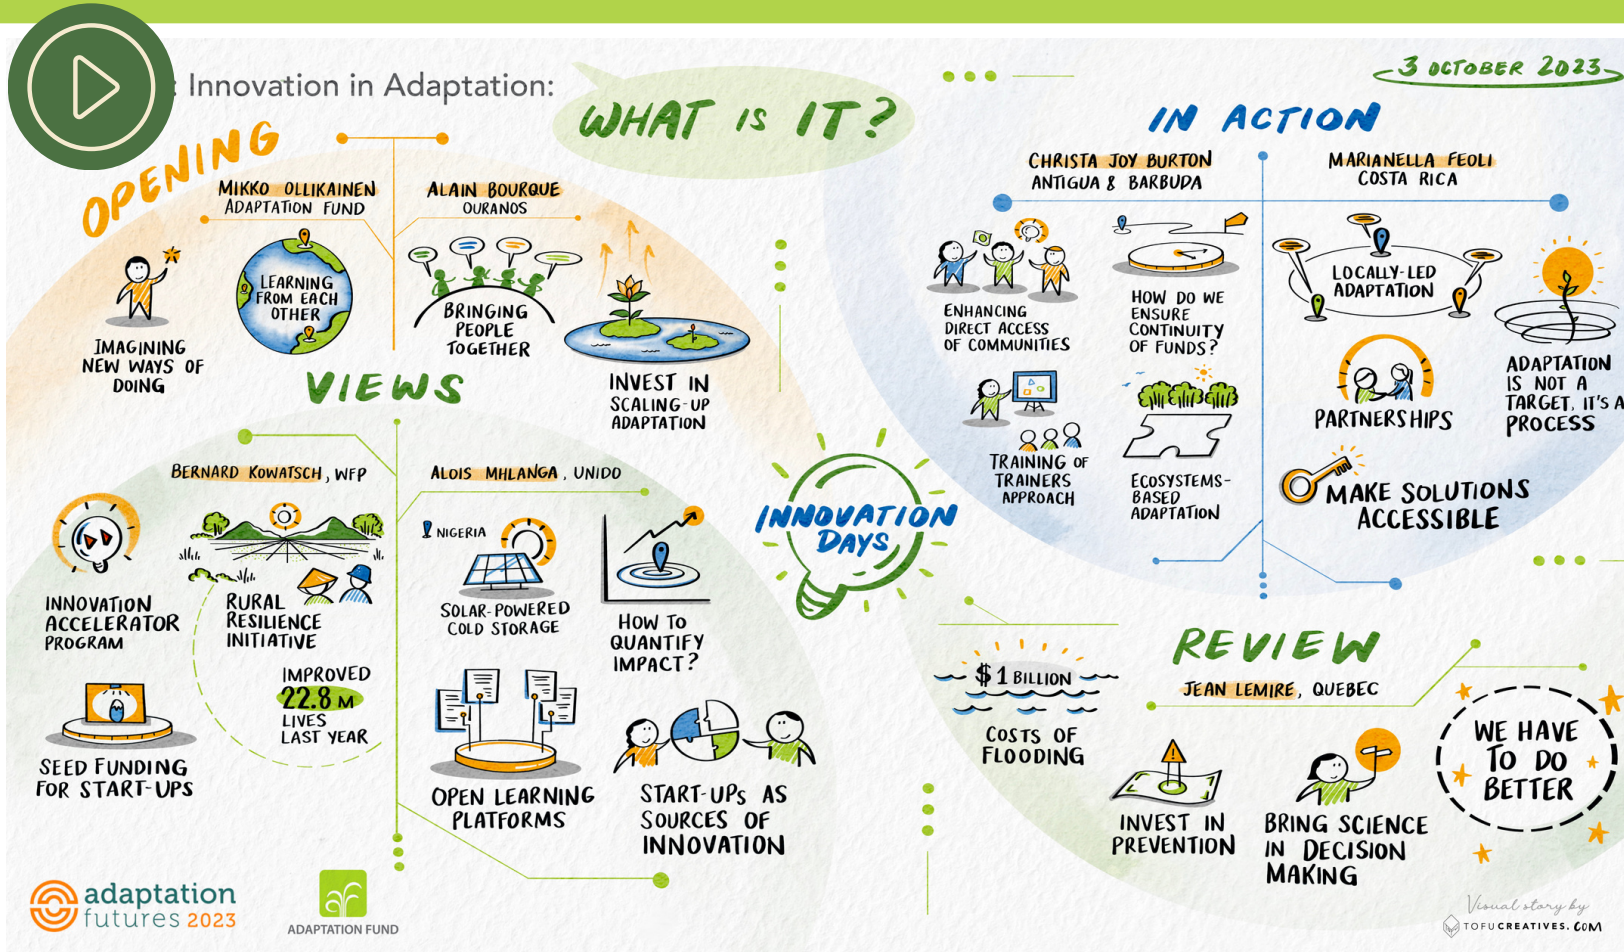 : Innovation in Adaptation:
WHAT IS IT?
3 OCTOBER 2023
OPENING
MIKKO OLLIKAINEN
ADAPTATION FUND
ALAIN BOURQUE
OURANOS
IMAGINING
NEW WAYS OF
DOING
LEARNING
FROM EACH
OTHER
BRINGING
PEOPLE
TOGETHER
INVEST IN
SCALING-UP
ADAPTATION
VIEWS
BERNARD KOWATSCH, WFP
ALOIS MHLANGA, UNIDO
INNOVATION
ACCELERATOR
PROGRAM
RURAL
RESILIENCE
INITIATIVE
IMPROVED
22.8 M
LIVES
LAST YEAR
SEED FUNDING
FOR START-UPS
NIGERIA
SOLAR-POWERED
COLD STORAGE
HOW TO
QUANTIFY
IMPACT?
OPEN LEARNING
PLATFORMS
START-UPs AS
SOURCES OF
INNOVATION
INNOVATION
DAYS
IN ACTION
CHRISTA JOY BURTON
ANTIGUA & BARBUDA
MARIANELLA FEOLI
COSTA RICA
ENHANCING
DIRECT ACCESS
OF COMMUNITIES
HOW DO WE
ENSURE
CONTINUITY
OF FUNDS?
TRAINING OF
TRAINERS
APPROACH
ECOSYSTEMS-
BASED
ADAPTATION
LOCALLY-LED
ADAPTATION
PARTNERSHIPS
ADAPTATION
IS NOT A
TARGET, IT'S A
PROCESS
MAKE SOLUTIONS
ACCESSIBLE
REVIEW
JEAN LEMIRE, QUEBEC
$1 BILLION
COSTS OF
FLOODING
INVEST IN
PREVENTION
BRING SCIENCE
IN DECISION
MAKING
WE HAVE
TO DO
BETTER
adaptation
futures 2023
ADAPTATION FUND
Visual story by
TOFUCREATIVES.COM